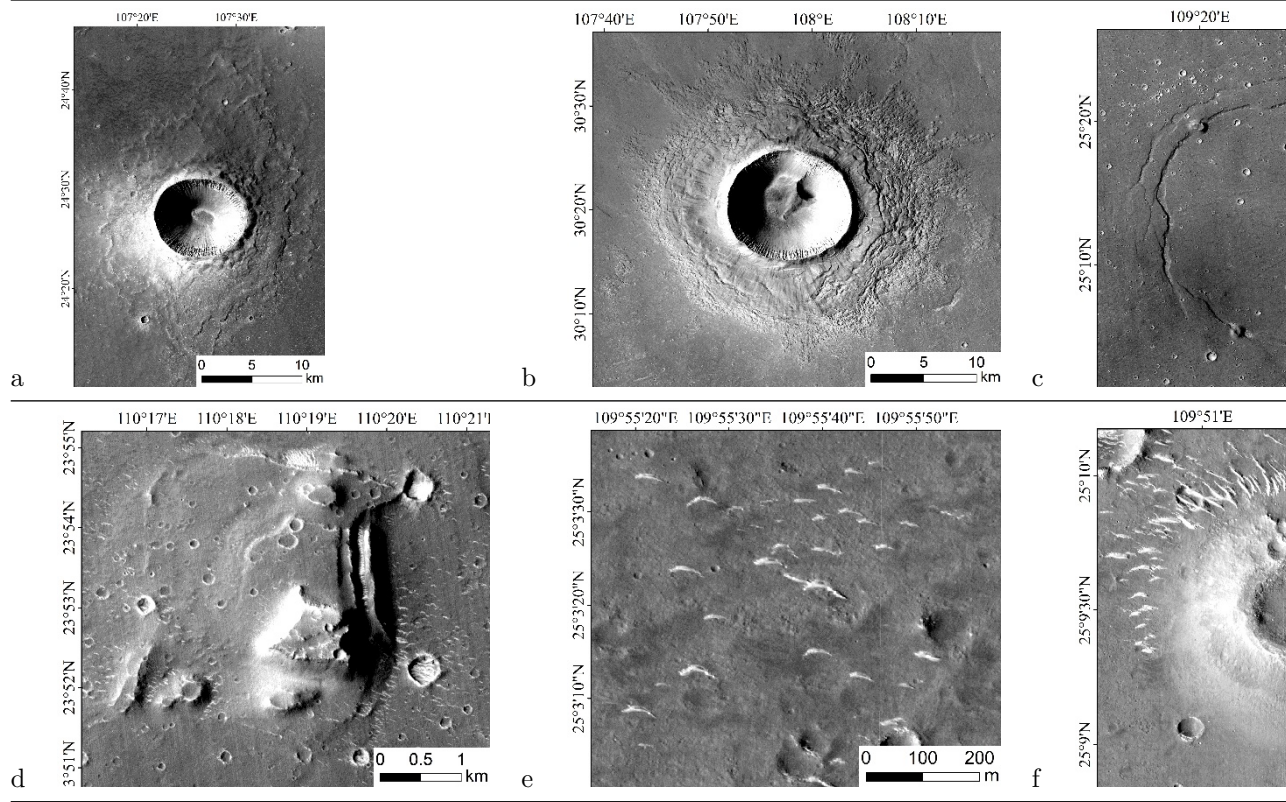 107°20'E 107°30'E
24°40'N
24°30'N
24°20'N
0 5 10
km
a
107°40'E 107°50'E 108°E 108°10'E
30°30'N
30°20'N
30°10'N
0 5 10
km
b
109°20'E
25°20'N
25°10'N
c
110°17'E 110°18'E 110°19'E 110°20'E 110°21'E
23°55'N
23°54'N
23°53'N
23°52'N
3°51'N
0 0.5 1
km
d
109°55'20"E 109°55'30"E 109°55'40"E 109°55'50"E
25°3'30"N
25°3'20"N
25°3'10"N
0 100 200
m
e
109°51'E
25°10'N
25°9'30"N
25°9'N
f